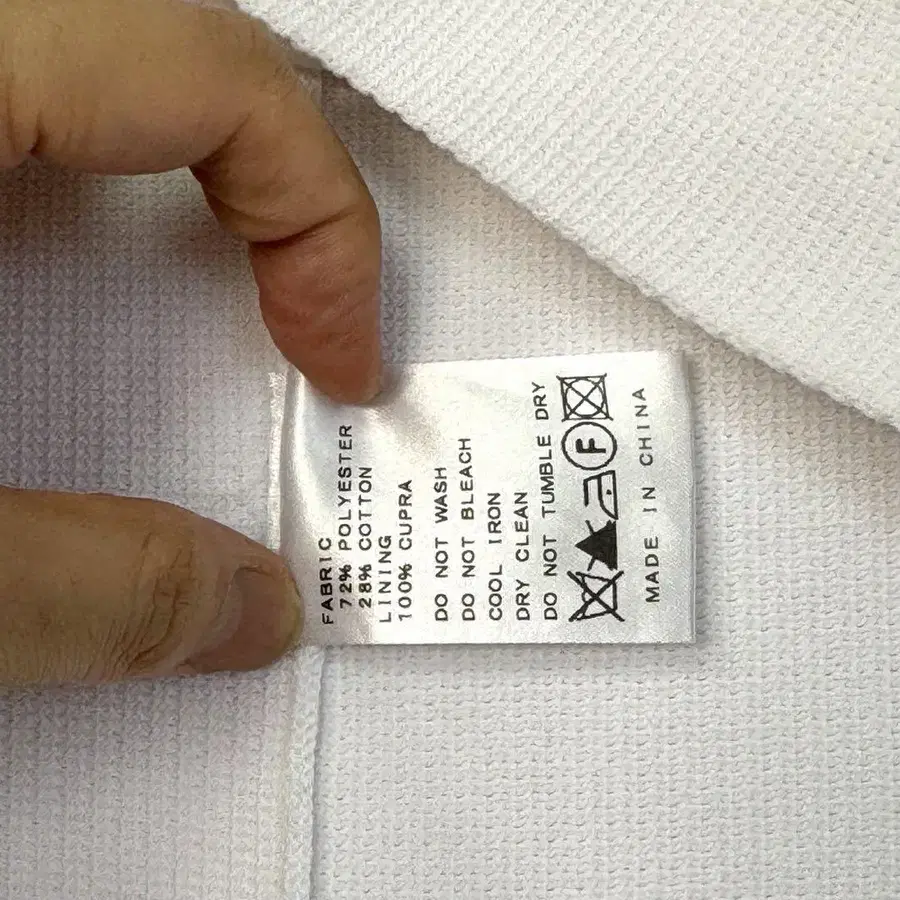 FABRIC
72% POLYESTER
28% COTTON
LINING
100% CUPRA
DO NOT WASH
DO NOT BLEACH
COOL IRON
DRY CLEAN
DO NOT TUMBLE DRY
F
MADE IN CHINA